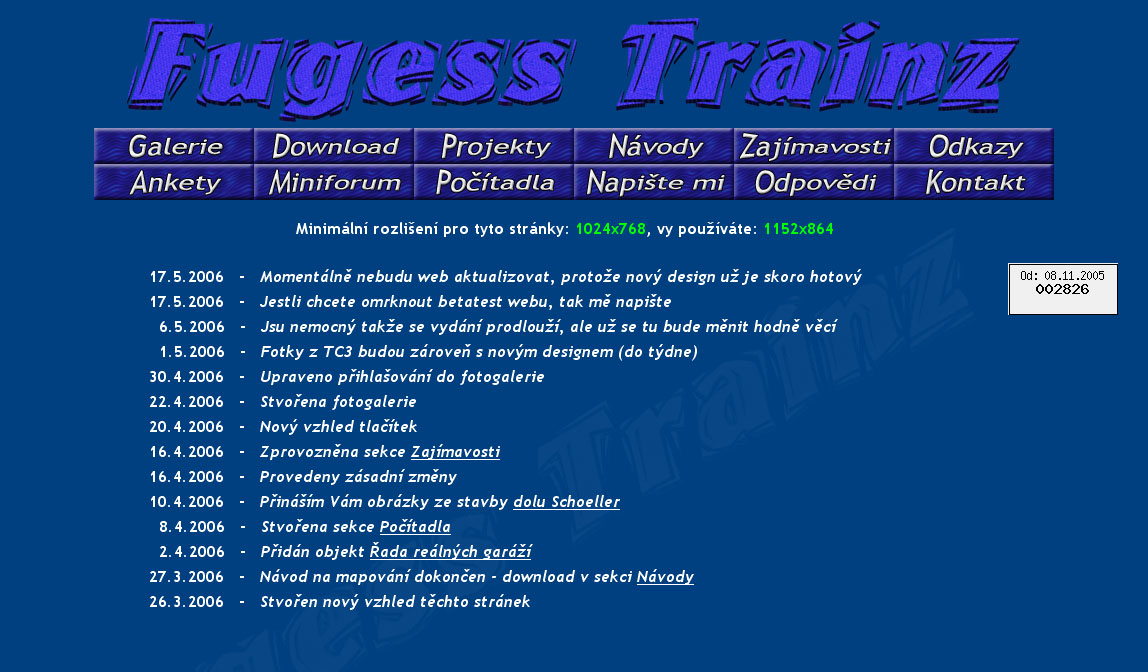 Fugess Trainz
Galerie Download Projekty Návody Zajímavosti Odkazy
Ankety Miniforum Počítadla Napište mi Odpovědi Kontakt
Minimální rozlišení pro tyto stránky: 1024x768, vy používáte: 1152x864
17.5.2006 - Momentálně nebudu web aktualizovat, protože nový design už je skoro hotový
Od: 08.11.2005
002826
17.5.2006 - Jestli chcete omrknout betatest webu, tak mě napište
6.5.2006 - Jsu nemocný takže se vydání prodlouží, ale už se tu bude měnit hodně věcí
1.5.2006 - Fotky z TC3 budou zároveň s novým designem (do týdne)
30.4.2006 - Upraveno přihlašování do fotogalerie
22.4.2006 - Stvořena fotogalerie
20.4.2006 - Nový vzhled tlačítek
16.4.2006 - Zprovozněna sekce Zajímavosti
16.4.2006 - Provedeny zásadní změny
10.4.2006 - Přináším Vám obrázky ze stavby dolu Schoeller
8.4.2006 - Stvořena sekce Počítadla
2.4.2006 - Přidán objekt Řada reálných garáží
27.3.2006 - Návod na mapování dokončen - download v sekci Návody
26.3.2006 - Stvořen nový vzhled těchto stránek